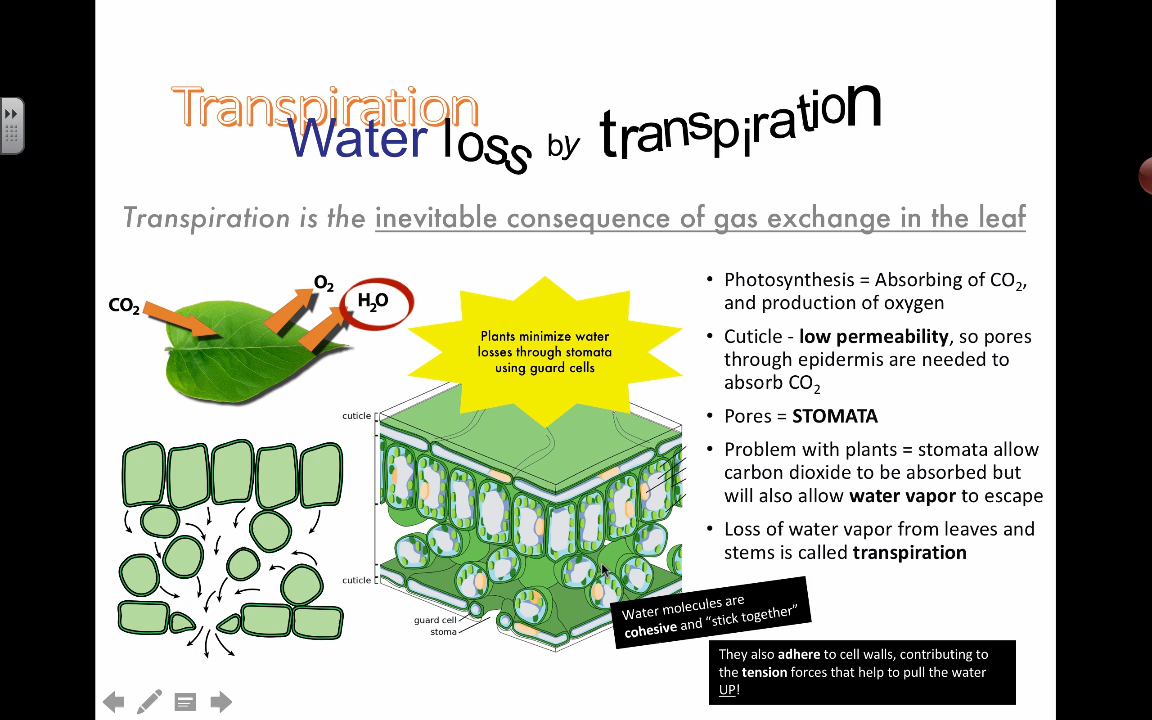 Transpiration
Water loss by transpiration
Transpiration is the inevitable consequence of gas exchange in the leaf
CO2
O2
H2O
Plants minimize water
losses through stomata
using guard cells
cuticle
cuticle
guard cell
stoma
• Photosynthesis = Absorbing of CO2,
and production of oxygen
• Cuticle - low permeability, so pores
through epidermis are needed to
absorb CO2
• Pores = STOMATA
• Problem with plants = stomata allow
carbon dioxide to be absorbed but
will also allow water vapor to escape
• Loss of water vapor from leaves and
stems is called transpiration
Water molecules are
cohesive and “stick together”
They also adhere to cell walls, contributing to
the tension forces that help to pull the water
UP!